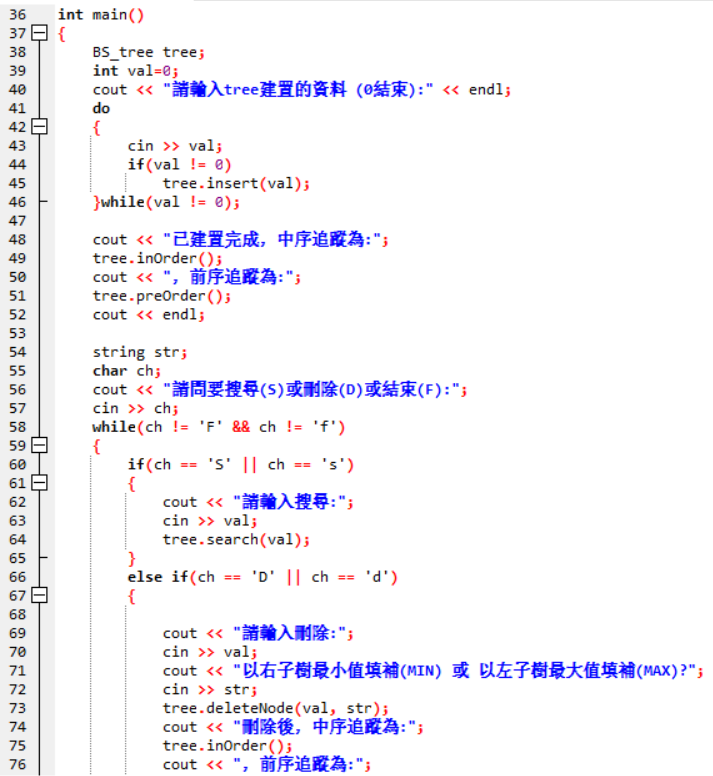 36 int main()
37 {
38 BS_tree tree;
39 int val=0;
40 cout << "請輸入tree建置的資料 (0結束):" << endl;
41 do
42 {
43 cin >> val;
44 if(val != 0)
45 tree.insert(val);
46 }while(val != 0);
47
48 cout << "已建置完成, 中序追蹤為:";
49 tree.inOrder();
50 cout << ", 前序追蹤為:";
51 tree.preOrder();
52 cout << endl;
53
54 string str;
55 char ch;
56 cout << "請問要搜尋(S)或刪除(D)或結束(F):";
57 cin >> ch;
58 while(ch != 'F' && ch != 'f')
59 {
60 if(ch == 'S' || ch == 's')
61 {
62 cout << "請輸入搜尋:";
63 cin >> val;
64 tree.search(val);
65 }
66 else if(ch == 'D' || ch == 'd')
67 {
68
69 cout << "請輸入刪除:";
70 cin >> val;
71 cout << "以右子樹最小值填補(MIN) 或 以左子樹最大值填補(MAX)?";
72 cin >> str;
73 tree.deleteNode(val, str);
74 cout << "刪除後, 中序追蹤為:";
75 tree.inOrder();
76 cout << ", 前序追蹤為:";